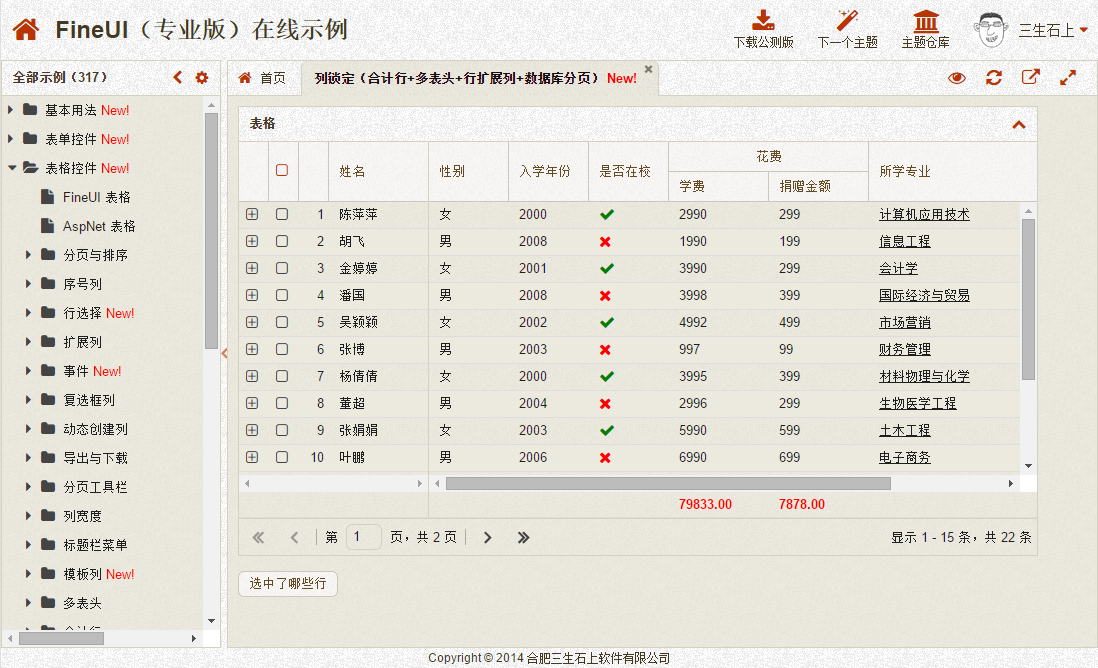 FineUI（专业版）在线示例
下载公测版
下一个主题
主题仓库
三生石上
全部示例（317）
基本用法 New!
表单控件 New!
表格控件 New!
FineUI 表格
AspNet 表格
分页与排序
序号列
行选择 New!
扩展列
事件 New!
复选框列
动态创建列
导出与下载
分页工具栏
列宽度
标题栏菜单
模板列 New!
多表头
合计行
首页
列锁定（合计行+多表头+行扩展列+数据库分页） New!
表格
姓名 性别 入学年份 是否在校 花费 所学专业
学费 捐赠金额
1 陈萍萍 女 2000 2990 299 计算机应用技术
2 胡飞 男 2008 1990 199 信息工程
3 金婷婷 女 2001 3990 299 会计学
4 潘国 男 2008 3998 399 国际经济与贸易
5 吴颖颖 女 2002 4992 499 市场营销
6 张博 男 2003 997 99 财务管理
7 杨倩倩 女 2000 3995 399 材料物理与化学
8 董超 男 2004 2996 299 生物医学工程
9 张娟娟 女 2003 5990 599 土木工程
10 叶鹏 男 2006 6990 699 电子商务
79833.00 7878.00
第 1 页，共 2 页
显示 1 - 15 条，共 22 条
选中了哪些行
Copyright © 2014 合肥三生石上软件有限公司